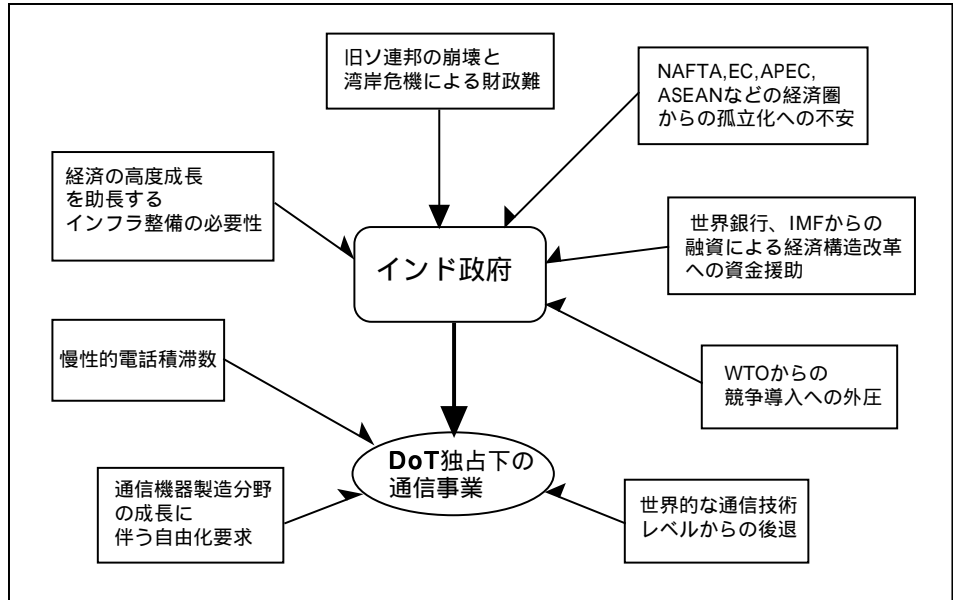 旧ソ連邦の崩壊と
湾岸危機による財政難
NAFTA,EC,APEC,
ASEANなどの経済圏
からの孤立化への不安
経済の高度成長
を助長する
インフラ整備の必要性
インド政府
世界銀行、IMFからの
融資による経済構造改革
への資金援助
慢性的電話積滞数
WTOからの
競争導入への外圧
DoT独占下の
通信事業
通信機器製造分野
の成長に
伴う自由化要求
世界的な通信技術
レベルからの後退